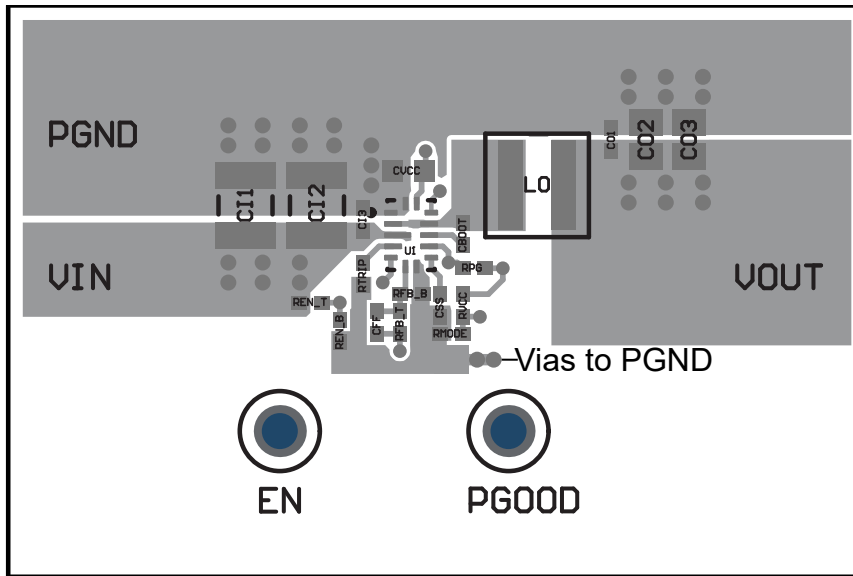 PGND
CI1
CI2
CVCC
CI3
U1
CBOOT
LO
CO1
CO2
CO3
VIN
RTRIP
RPG
VOUT
REN_T
REN_B
CFF
RFB_B
RFB_T
CSS
RVCC
RMODE
Vias to PGND
EN
PGOOD